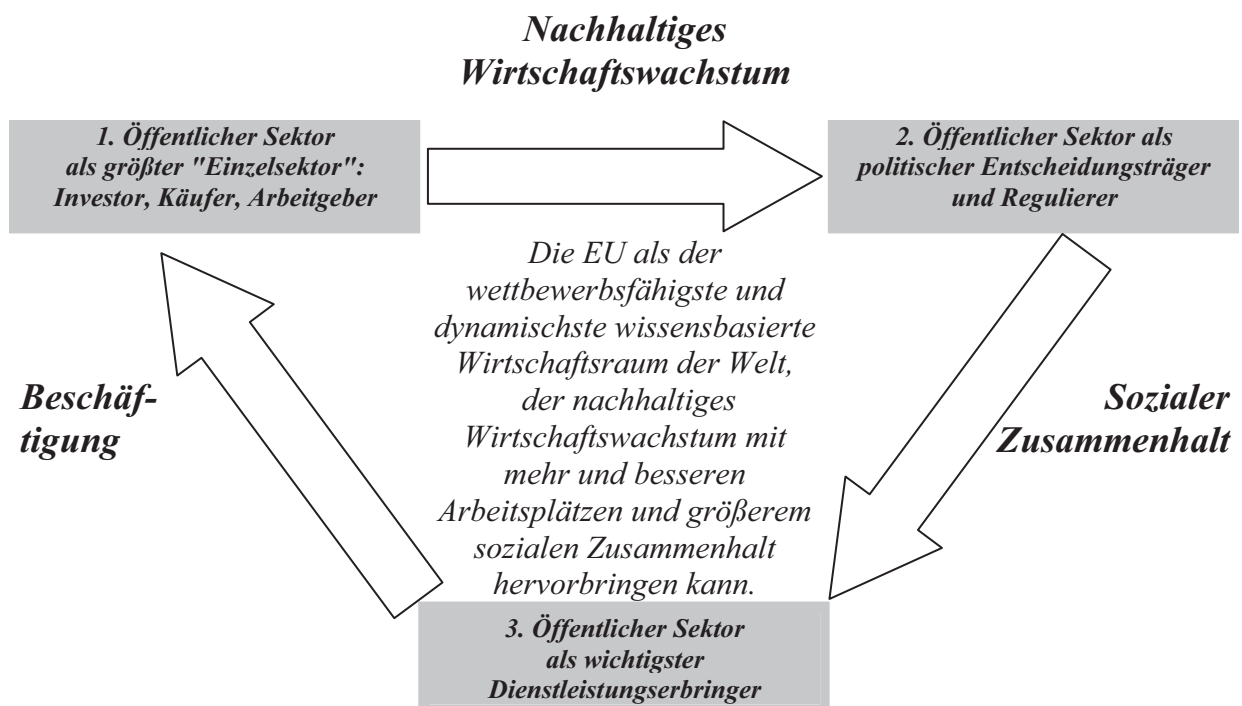 Nachhaltiges
Wirtschaftswachstum
1. Öffentlicher Sektor
als größter "Einzelsektor":
Investor, Käufer, Arbeitgeber
2. Öffentlicher Sektor als
politischer Entscheidungsträger
und Regulierer
Die EU als der
wettbewerbsfähigste und
dynamischste wissensbasierte
Wirtschaftsraum der Welt,
der nachhaltiges
Wirtschaftswachstum mit
mehr und besseren
Arbeitsplätzen und größerem
sozialen Zusammenhalt
hervorbringen kann.
Beschäf-
tigung
Sozialer
Zusammenhalt
3. Öffentlicher Sektor
als wichtigster
Dienstleistungserbringer